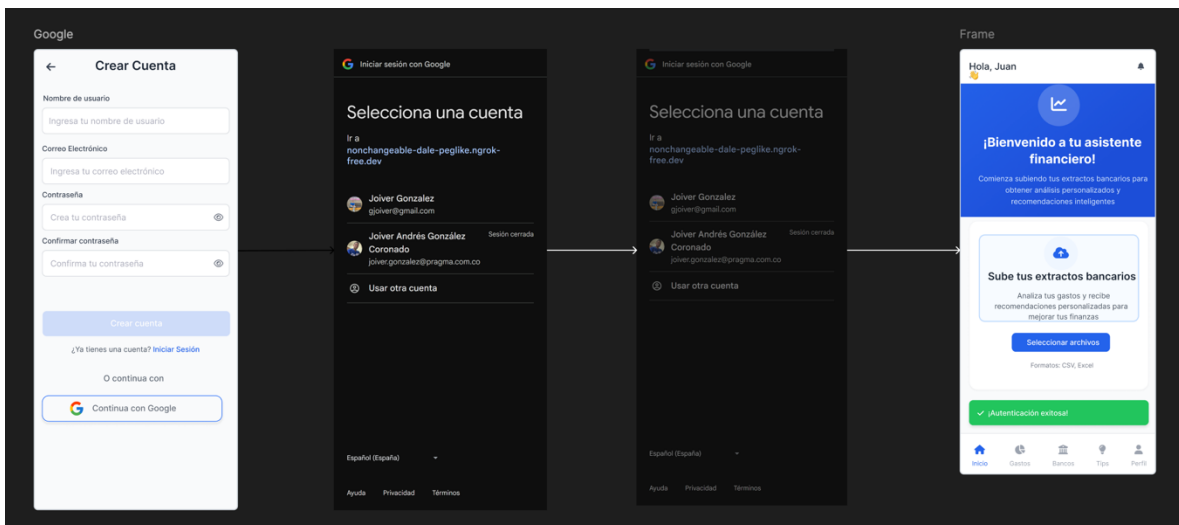 Google
Crear Cuenta
Nombre de usuario
Ingresa tu nombre de usuario
Correo Electrónico
Ingresa tu correo electrónico
Contraseña
Crea tu contraseña
Confirmar contraseña
Confirma tu contraseña
Crear cuenta
¿Ya tienes una cuenta? Iniciar Sesión
O continua con
Continua con Google
Iniciar sesión con Google
Selecciona una cuenta
Ir a
nonchangeable-dale-peglike.ngrok-
free.dev
Joiver Gonzalez
gjoiver@gmail.com
Joiver Andrés González
Sesión cerrada
Coronado
joiver.gonzalez@pragma.com.co
Usar otra cuenta
Español (España)
Ayuda Privacidad Términos
Iniciar sesión con Google
Selecciona una cuenta
Ir a
nonchangeable-dale-peglike.ngrok-
free.dev
Joiver Gonzalez
gjoiver@gmail.com
Joiver Andrés González
Sesión cerrada
Coronado
joiver.gonzalez@pragma.com.co
Usar otra cuenta
Español (España)
Ayuda Privacidad Términos
Frame
Hola, Juan
¡Bienvenido a tu asistente
financiero!
Comienza subiendo tus extractos bancarios para
obtener análisis personalizados y
recomendaciones inteligentes
Sube tus extractos bancarios
Analiza tus gastos y recibe
recomendaciones personalizadas para
mejorar tus finanzas
Seleccionar archivos
Formatos: CSV, Excel
¡Autenticación exitosa!
Inicio Gastos Bancos Tips Perfil